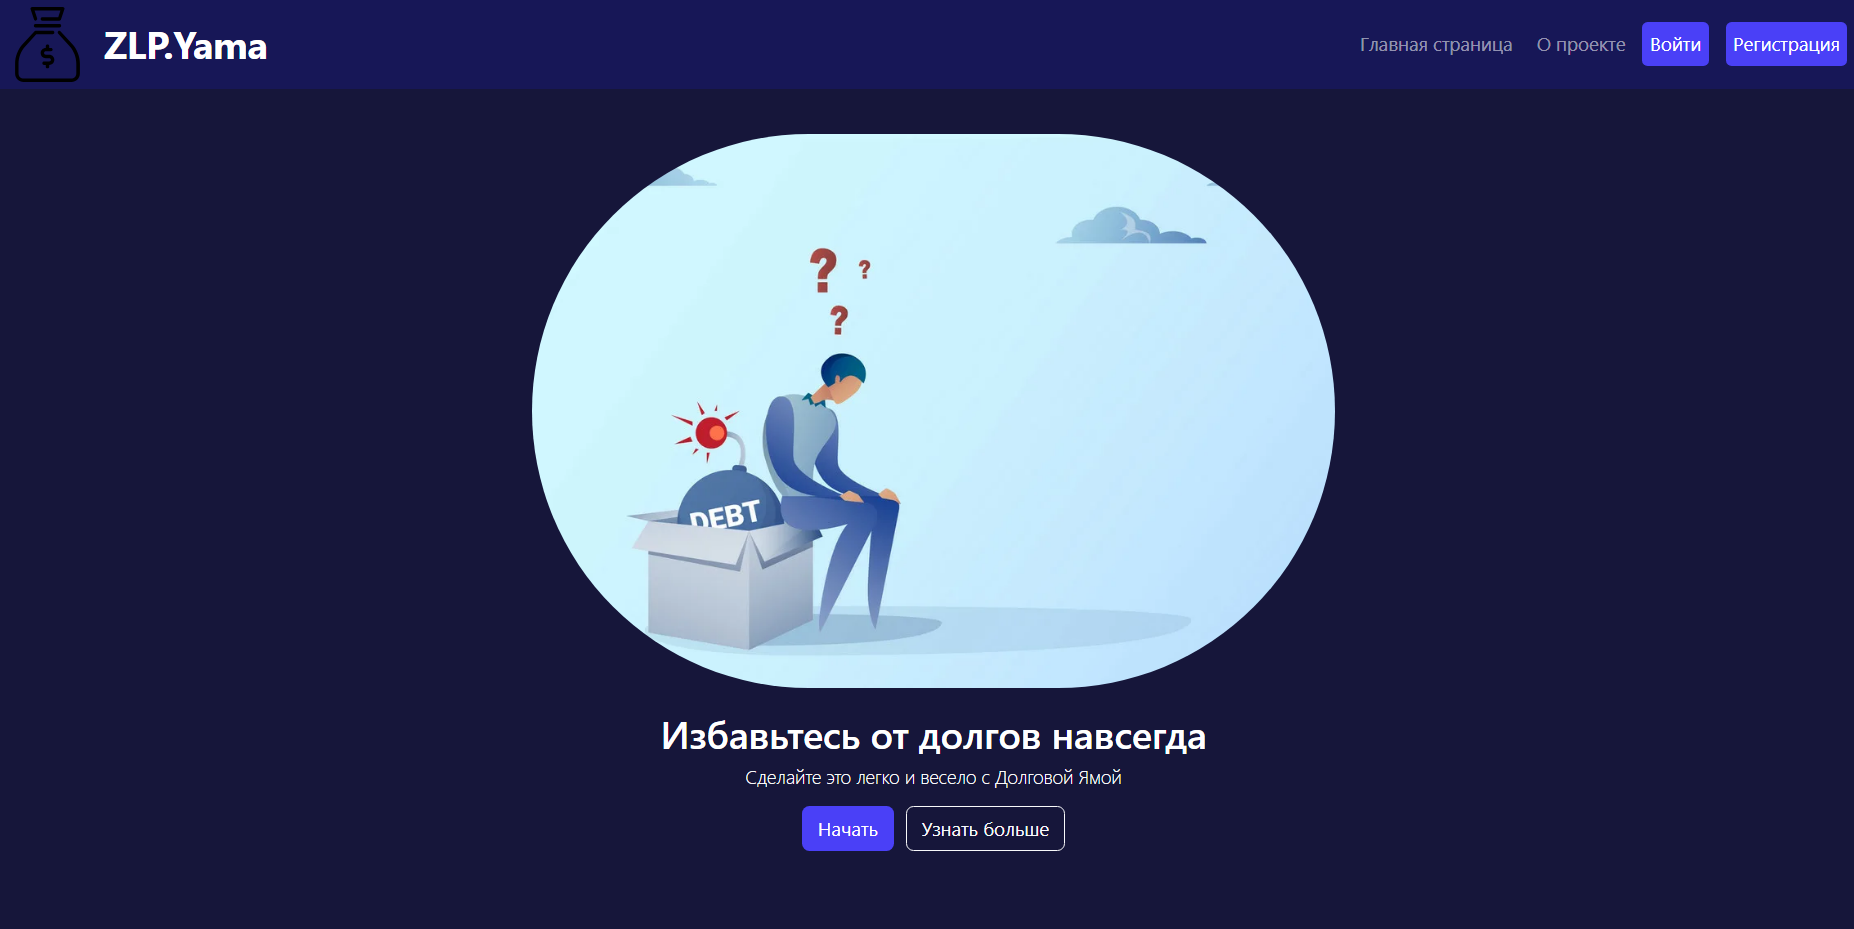 $
ZLP.Yama
Главная страница
О проекте
Войти
Регистрация
? ?
?
DEBT
Избавьтесь от долгов навсегда
Сделайте это легко и весело с Долговой Ямой
Начать
Узнать больше